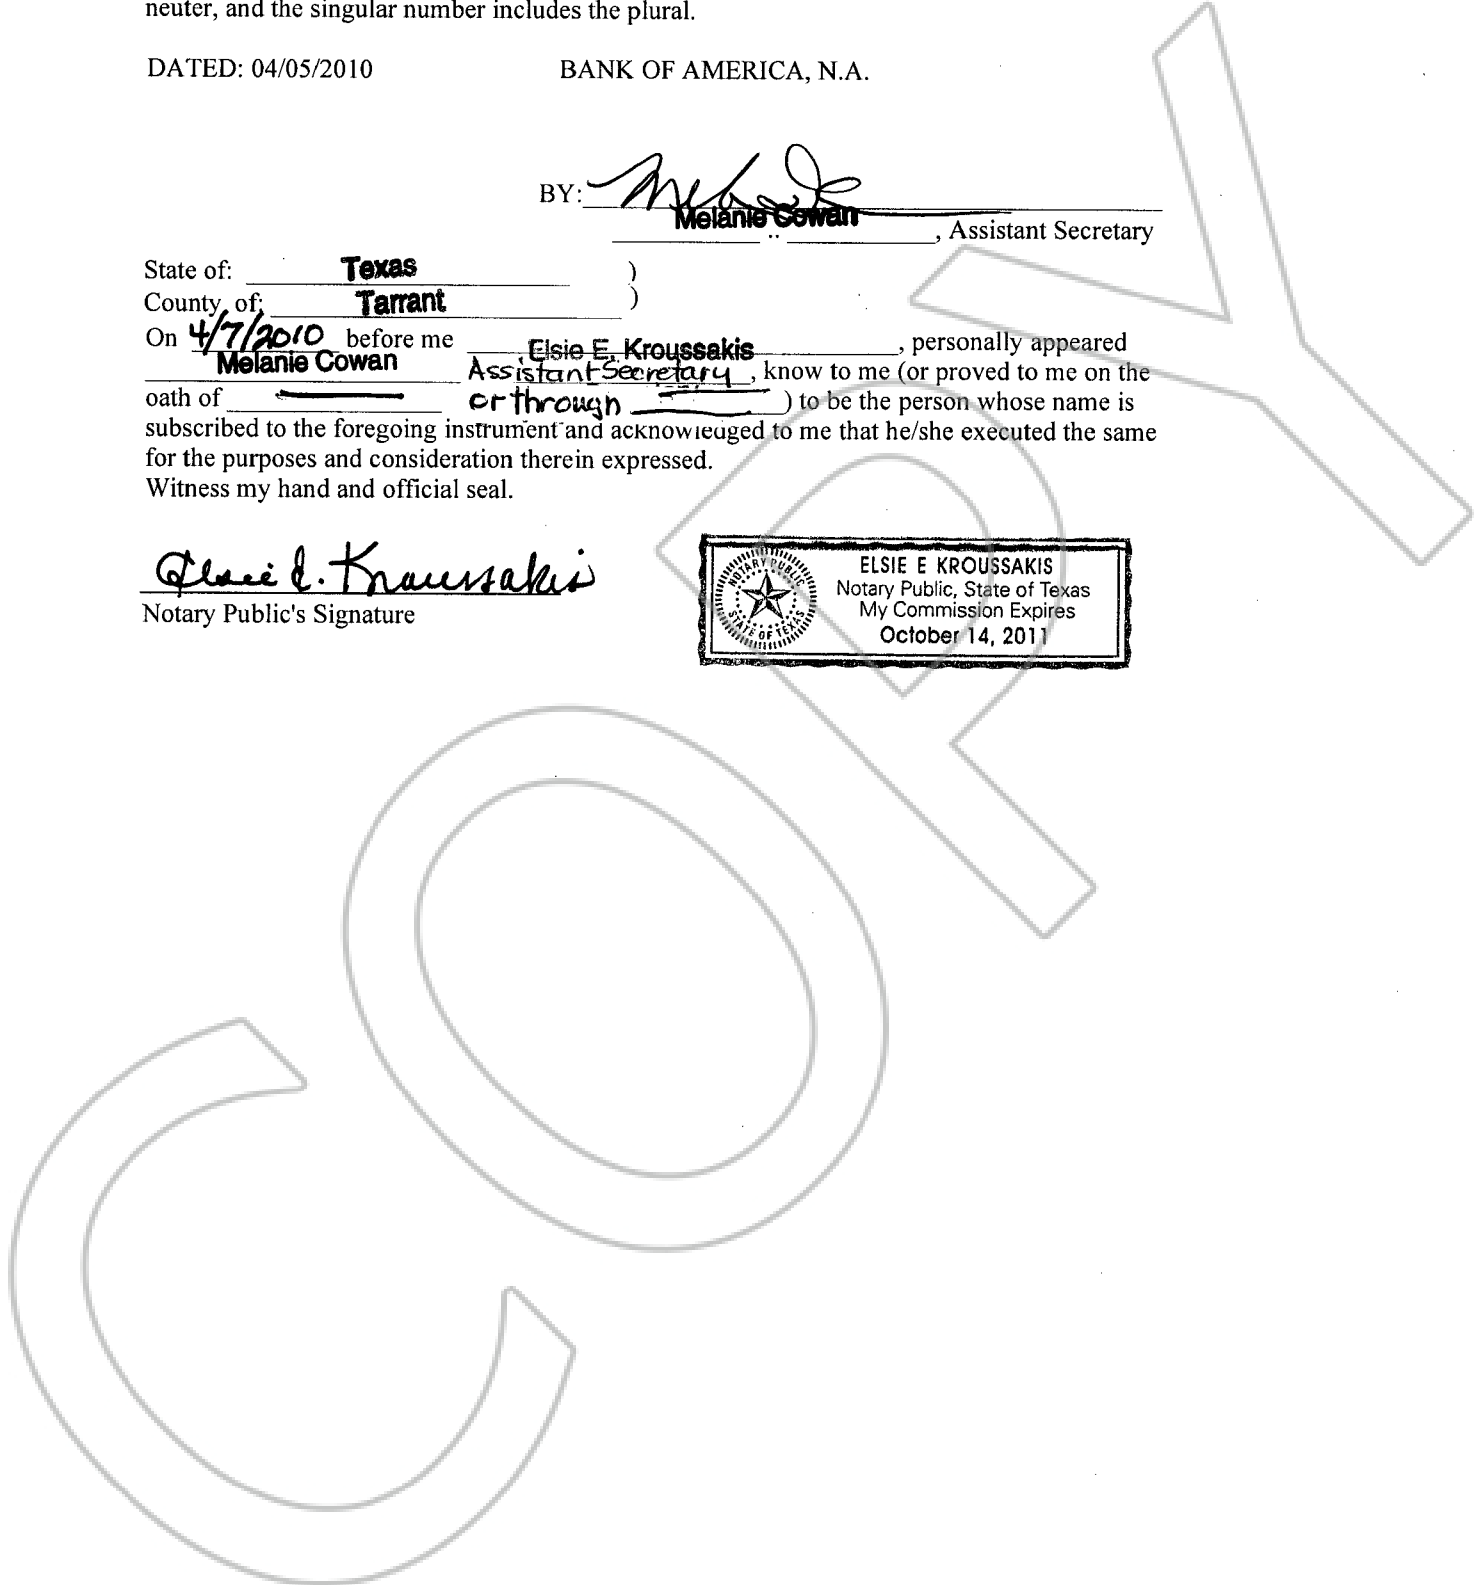 neuter, and the singular number includes the plural.
DATED: 04/05/2010 BANK OF AMERICA, N.A.
BY:
Melanie Cowan
, Assistant Secretary
State of: Texas )
County of: Tarrant )
On 4/7/2010 before me Elsie E. Kroussakis, personally appeared
Melanie Cowan Assistant Secretary, know to me (or proved to me on the
oath of or through ) to be the person whose name is
subscribed to the foregoing instrument and acknowledged to me that he/she executed the same
for the purposes and consideration therein expressed.
Witness my hand and official seal.
Elsie E. Kroussakis
Notary Public's Signature
NOTARY PUBLIC
STATE OF TEXAS
ELSIE E KROUSSAKIS
Notary Public, State of Texas
My Commission Expires
October 14, 2011
COPY